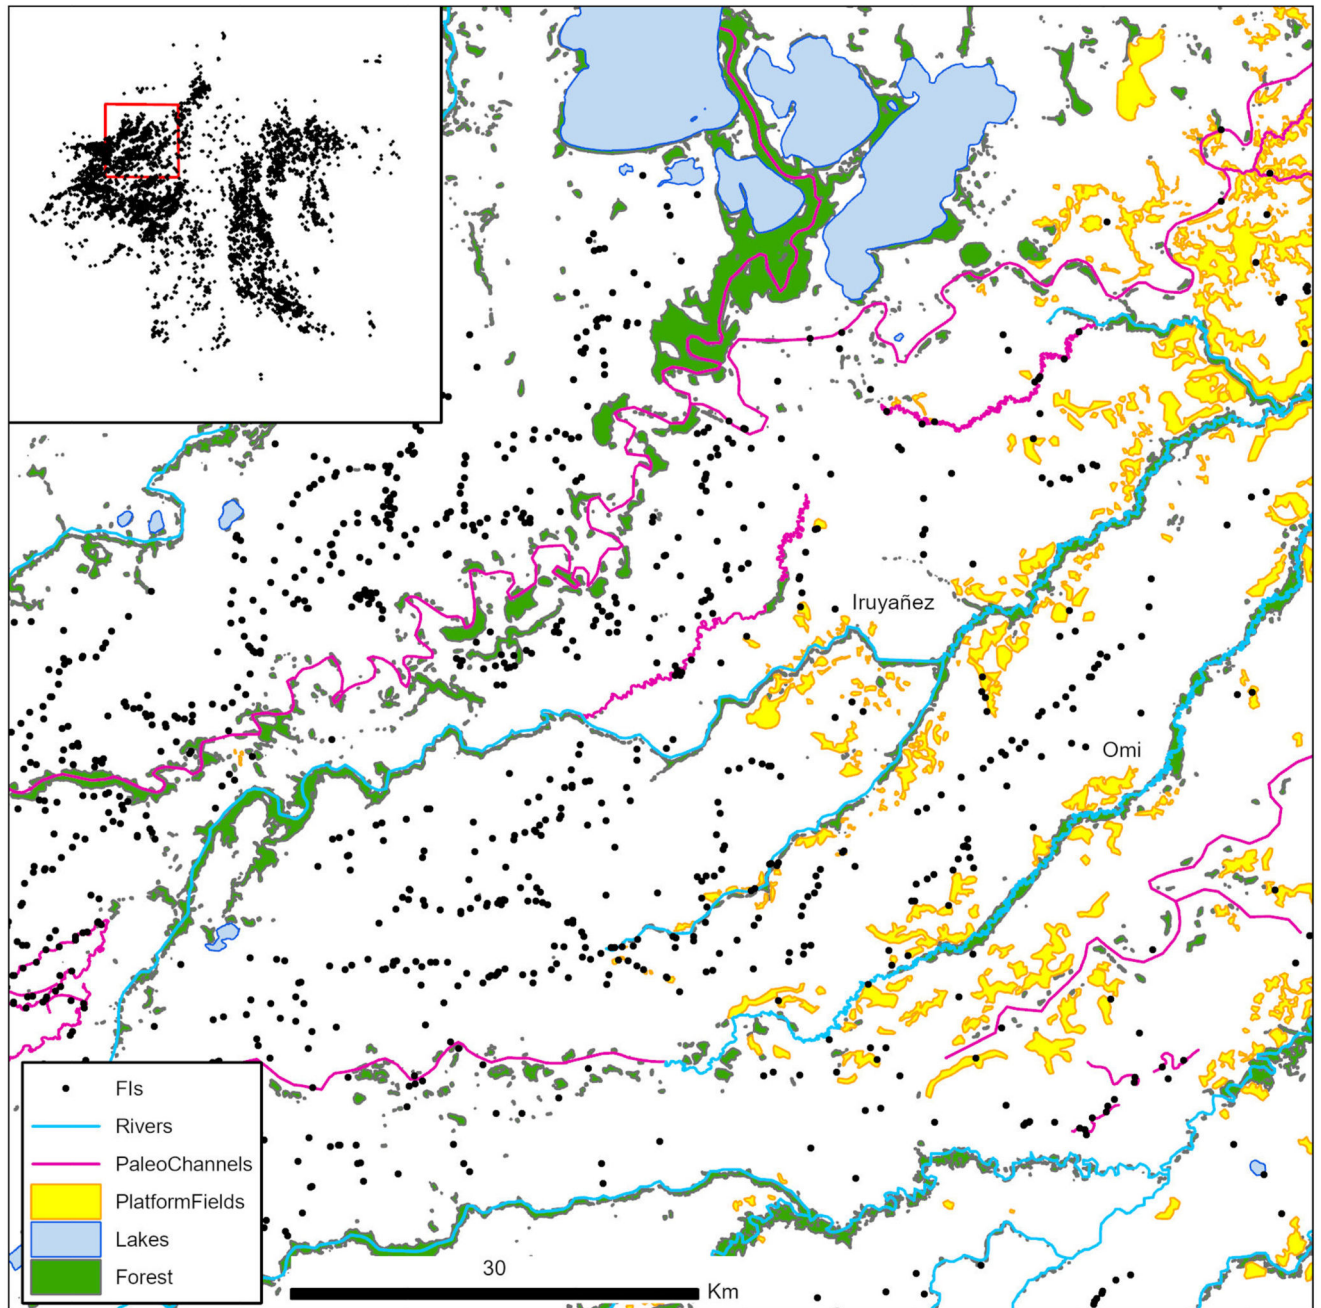 Iruyañez
Omi
FIs
Rivers
PaleoChannels
PlatformFields
Lakes
Forest
30
Km